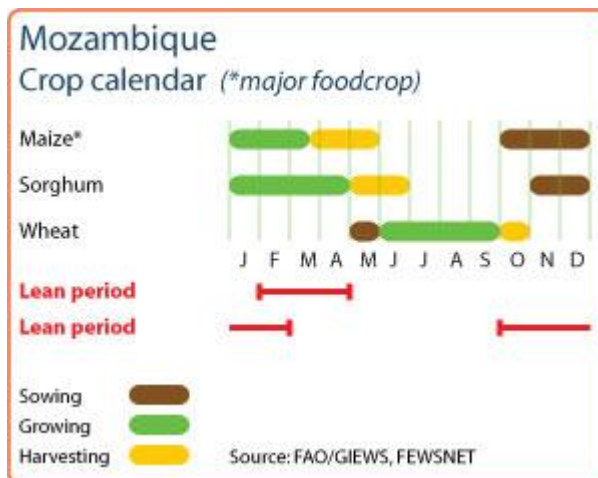 Mozambique
Crop calendar (*major foodcrop)
Maize*
Sorghum
Wheat
J F M A M J J A S O N D
Lean period
Lean period
Sowing
Growing
Harvesting
Source: FAO/GIEWS, FEWSNET